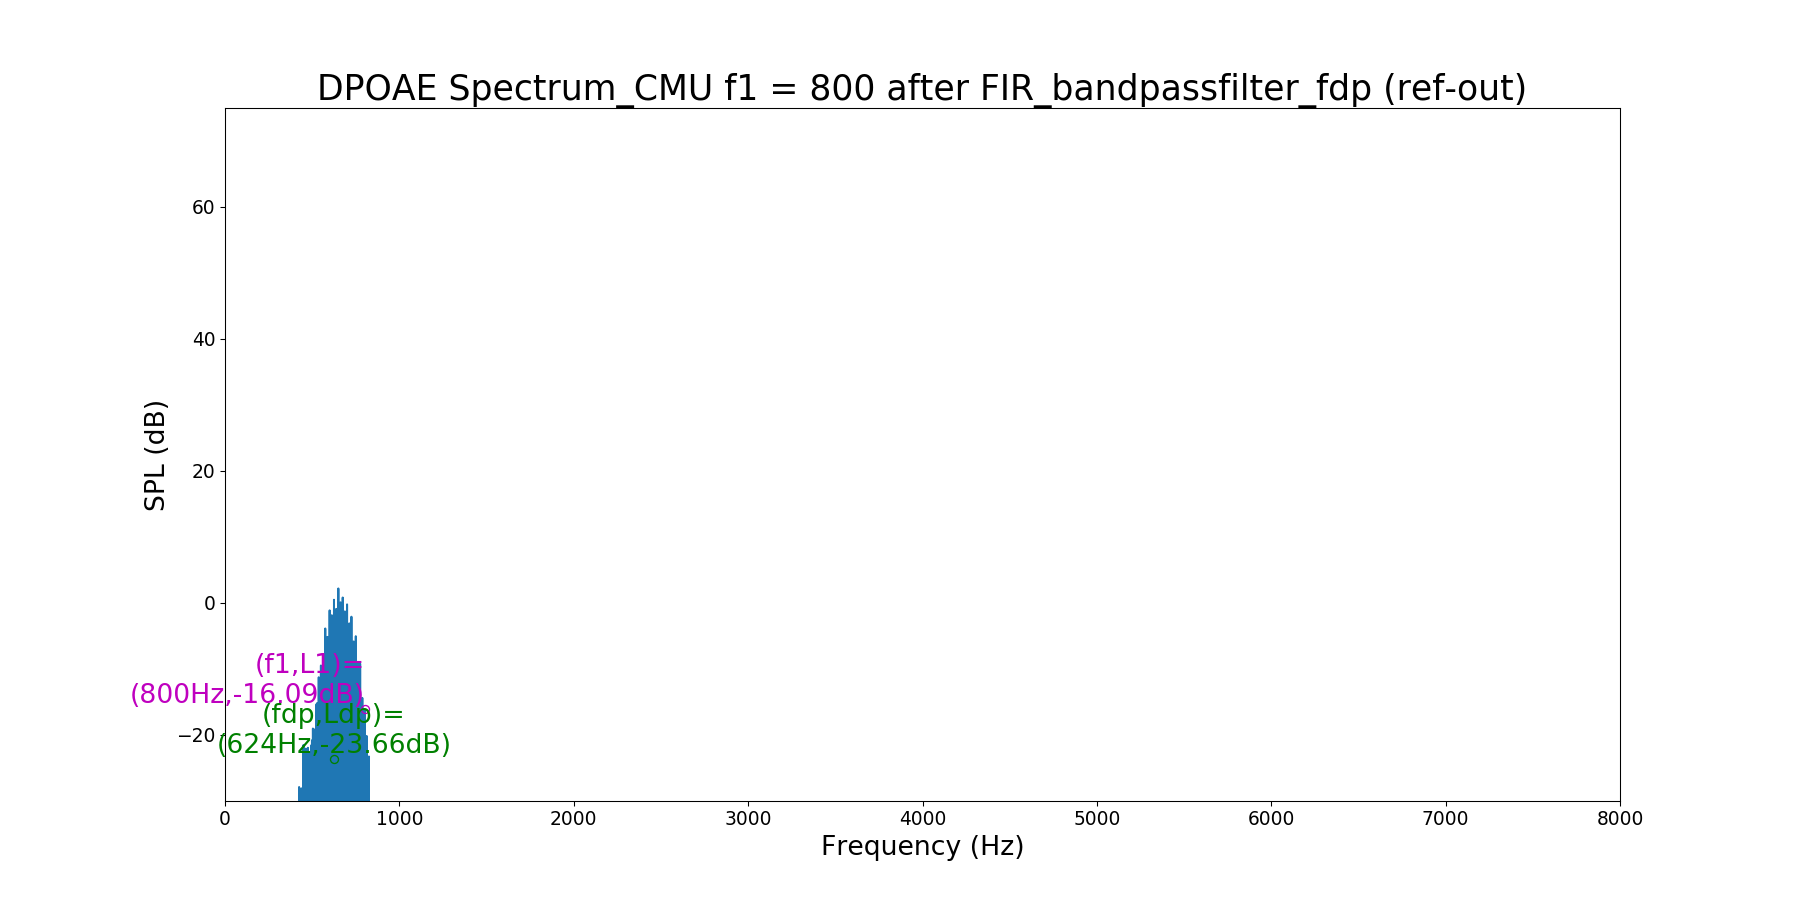 DPOAE Spectrum_CMU f1 = 800 after FIR_bandpassfilter_fdp (ref-out)
60
40
20
0
−20
SPL (dB)
(f1,L1)=
(800Hz,-16.09dB)
(fdp,Ldp)=
(624Hz,-23.66dB)
0 1000 2000 3000 4000 5000 6000 7000 8000
Frequency (Hz)